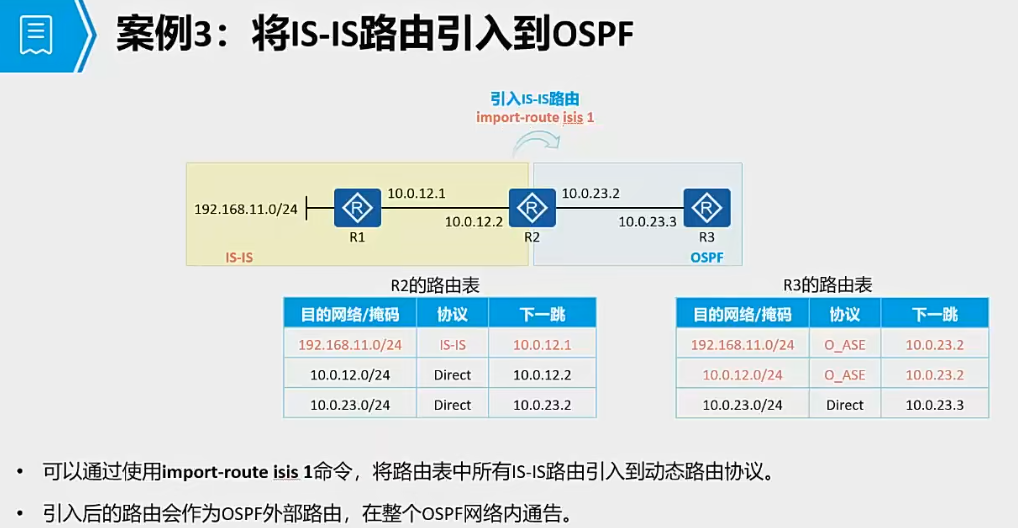 案例3：将IS-IS路由引入到OSPF
引入IS-IS路由
import-route isis 1
192.168.11.0/24
10.0.12.1
10.0.12.2
10.0.23.2
10.0.23.3
R
R
R
R1
R2
R3
IS-IS
OSPF
R2的路由表
目的网络/掩码 协议 下一跳
192.168.11.0/24 IS-IS 10.0.12.1
10.0.12.0/24 Direct 10.0.12.2
10.0.23.0/24 Direct 10.0.23.2
R3的路由表
目的网络/掩码 协议 下一跳
192.168.11.0/24 O_ASE 10.0.23.2
10.0.12.0/24 O_ASE 10.0.23.2
10.0.23.0/24 Direct 10.0.23.3
• 可以通过使用import-route isis 1命令，将路由表中所有IS-IS路由引入到动态路由协议。
• 引入后的路由会作为OSPF外部路由，在整个OSPF网络内通告。